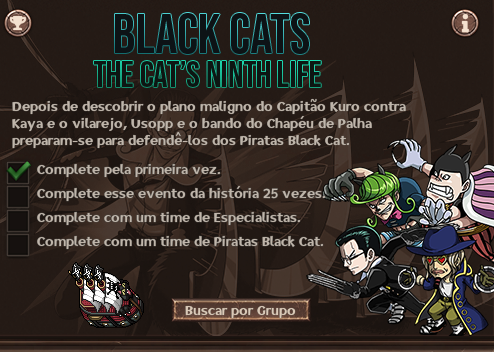 BLACK CATS
THE CAT'S NINTH LIFE
Depois de descobrir o plano maligno do Capitão Kuro contra
Kaya e o vilarejo, Usopp e o bando do Chapéu de Palha
preparam-se para defendê-los dos Piratas Black Cat.
Complete pela primeira vez.
Complete esse evento da história 25 vezes.
Complete com um time de Especialistas.
Complete com um time de Piratas Black Cat.
Buscar por Grupo